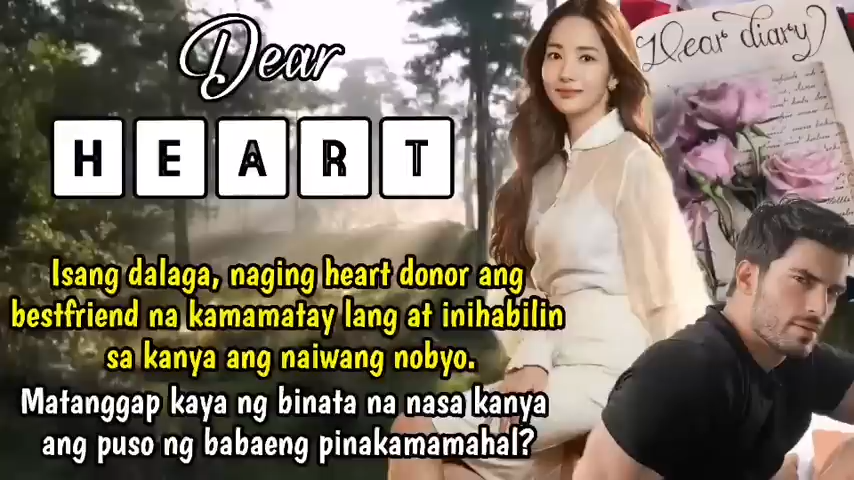 Dear
HEART
Dear diary
Isang dalaga, naging heart donor ang
bestfriend na kamamatay lang at inihabilin
sa kanya ang naiwang nobyo.
Matanggap kaya ng binata na nasa kanya
ang puso ng babaeng pinakamamahal?